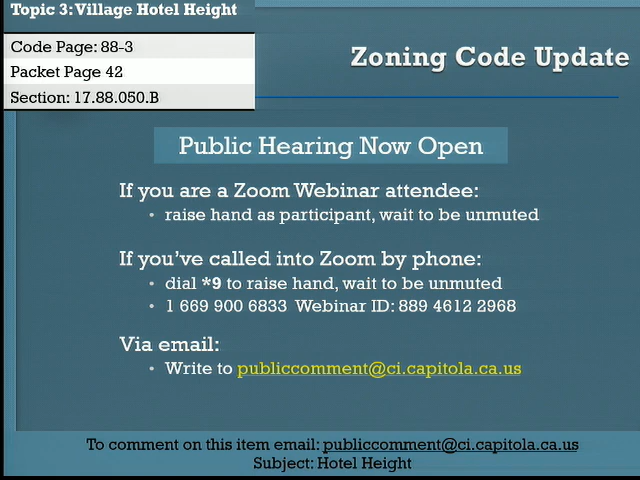 Topic 3: Village Hotel Height
Code Page: 88-3
Packet Page 42
Section: 17.88.050.B
Zoning Code Update
Public Hearing Now Open
If you are a Zoom Webinar attendee:
• raise hand as participant, wait to be unmuted
If you've called into Zoom by phone:
• dial *9 to raise hand, wait to be unmuted
• 1 669 900 6833 Webinar ID: 889 4612 2968
Via email:
• Write to publiccomment@ci.capitola.ca.us
To comment on this item email: publiccomment@ci.capitola.ca.us
Subject: Hotel Height